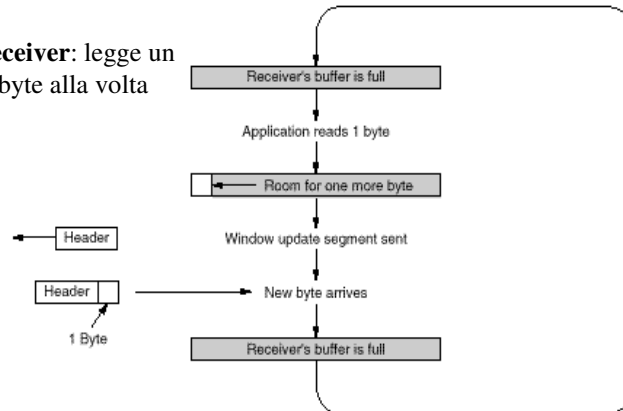 eceiver: legge un
byte alla volta
Receiver's buffer is full
Application reads 1 byte
Room for one more byte
Header
Window update segment sent
Header
New byte arrives
1 Byte
Receiver's buffer is full